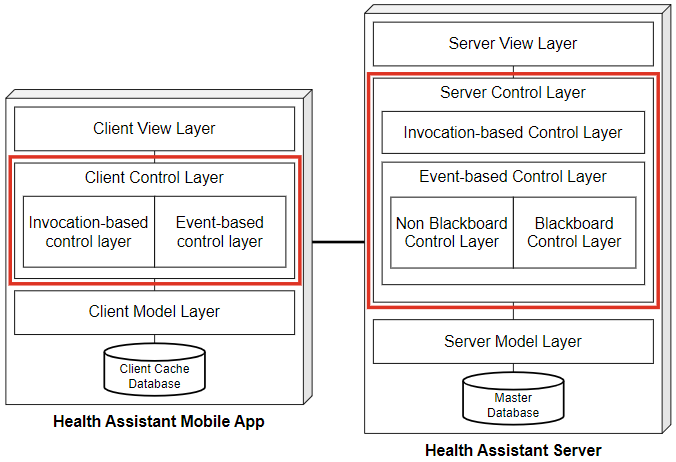 Client View Layer
Client Control Layer
Invocation-based
control layer
Event-based
control layer
Client Model Layer
Client Cache
Database
Health Assistant Mobile App
Server View Layer
Server Control Layer
Invocation-based Control Layer
Event-based Control Layer
Non Blackboard
Control Layer
Blackboard
Control Layer
Server Model Layer
Master
Database
Health Assistant Server